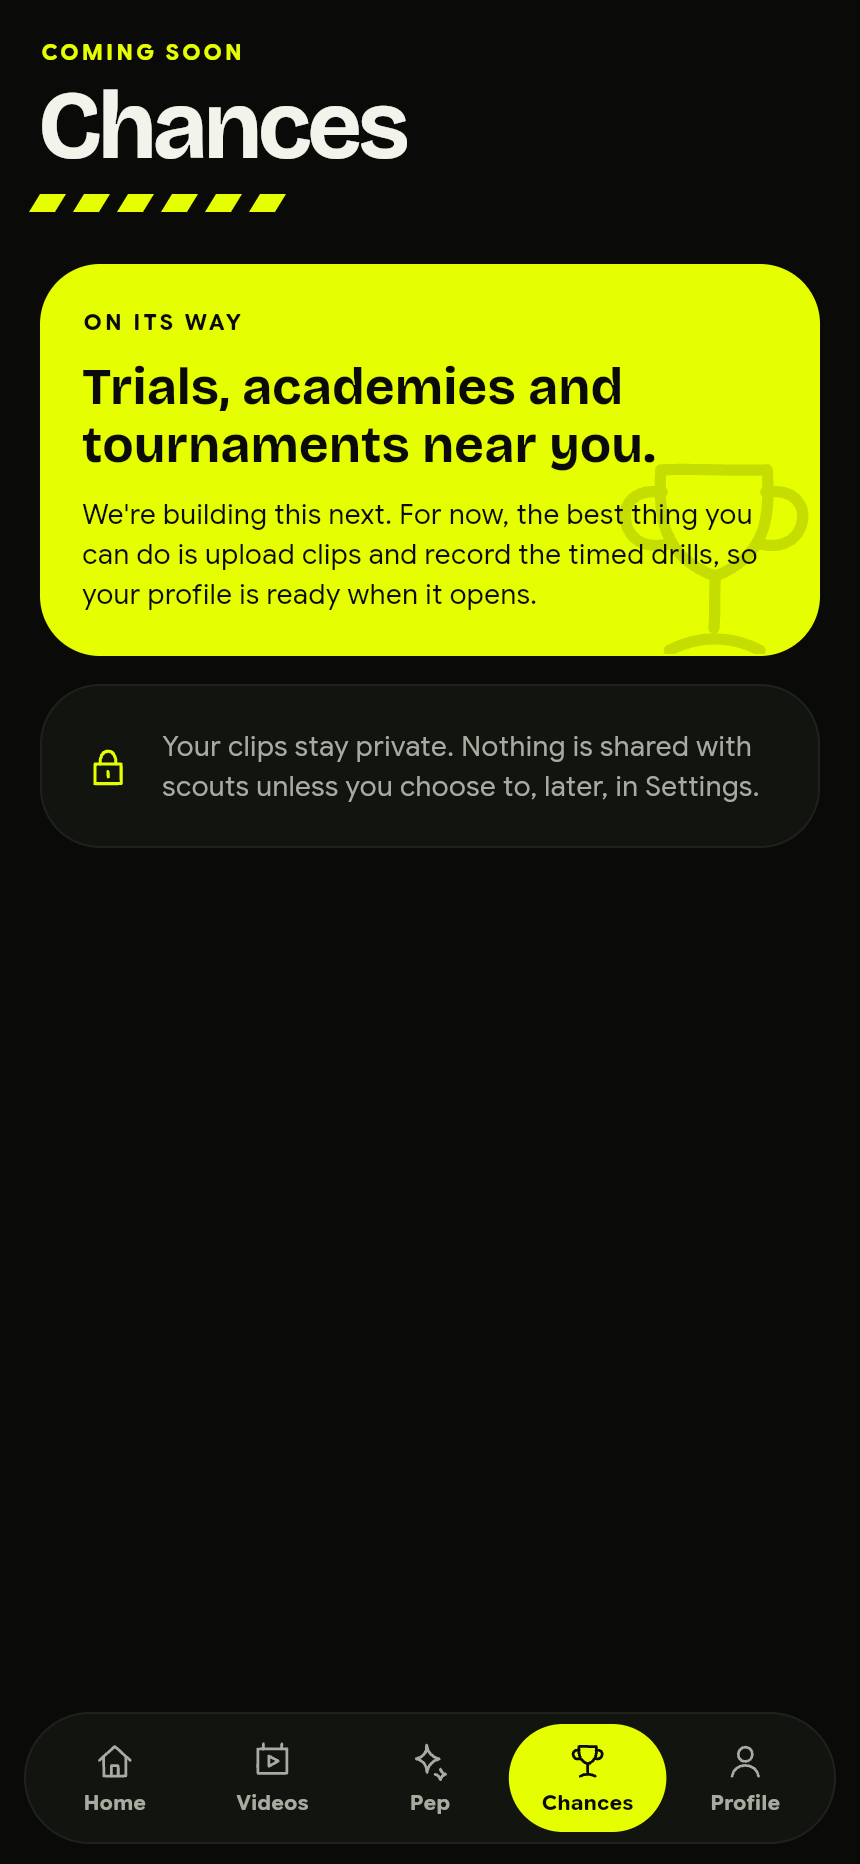 COMING SOON
Chances
ON ITS WAY
Trials, academies and
tournaments near you.
We're building this next. For now, the best thing you
can do is upload clips and record the timed drills, so
your profile is ready when it opens.
Your clips stay private. Nothing is shared with
scouts unless you choose to, later, in Settings.
Home Videos Pep Chances Profile